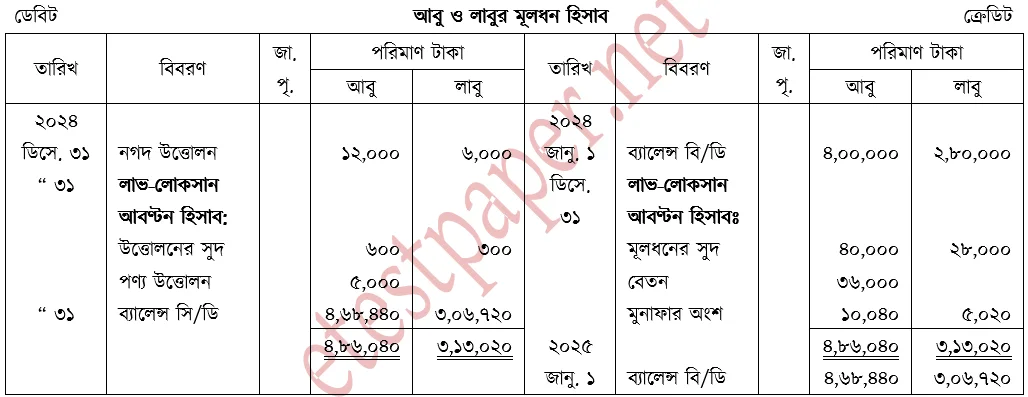 ডেবিট আবু ও লাবুর মূলধন হিসাব ক্রেডিট
তারিখ বিবরণ জা. পৃ. পরিমাণ টাকা তারিখ বিবরণ জা. পৃ. পরিমাণ টাকা
আবু লাবু আবু লাবু
২০২৪ ২০২৪
ডিসে. ৩১ নগদ উত্তোলন ১২,০০০ ৬,০০০ জানু. ১ ব্যালেন্স বি/ডি ৪,০০,০০০ ২,৮০,০০০
“ ৩১ লাভ-লোকসান ডিসে. লাভ-লোকসান
আবণ্টন হিসাব: ৩১ আবণ্টন হিসাবঃ
উত্তোলনের সুদ ৬০০ ৩০০ মূলধনের সুদ ৪০,০০০ ২৮,০০০
পণ্য উত্তোলন ৫,০০০ বেতন ৩৬,০০০
“ ৩১ ব্যালেন্স সি/ডি ৪,৬৮,৪৪০ ৩,০৬,৭২০ মুনাফার অংশ ১০,০৪০ ৫,০২০
৪,৮৬,০৪০ ৩,১৩,০২০ ২০২৫ ৪,৮৬,০৪০ ৩,১৩,০২০
জানু. ১ ব্যালেন্স বি/ডি ৪,৬৮,৪৪০ ৩,০৬,৭২০
etestpaper.net